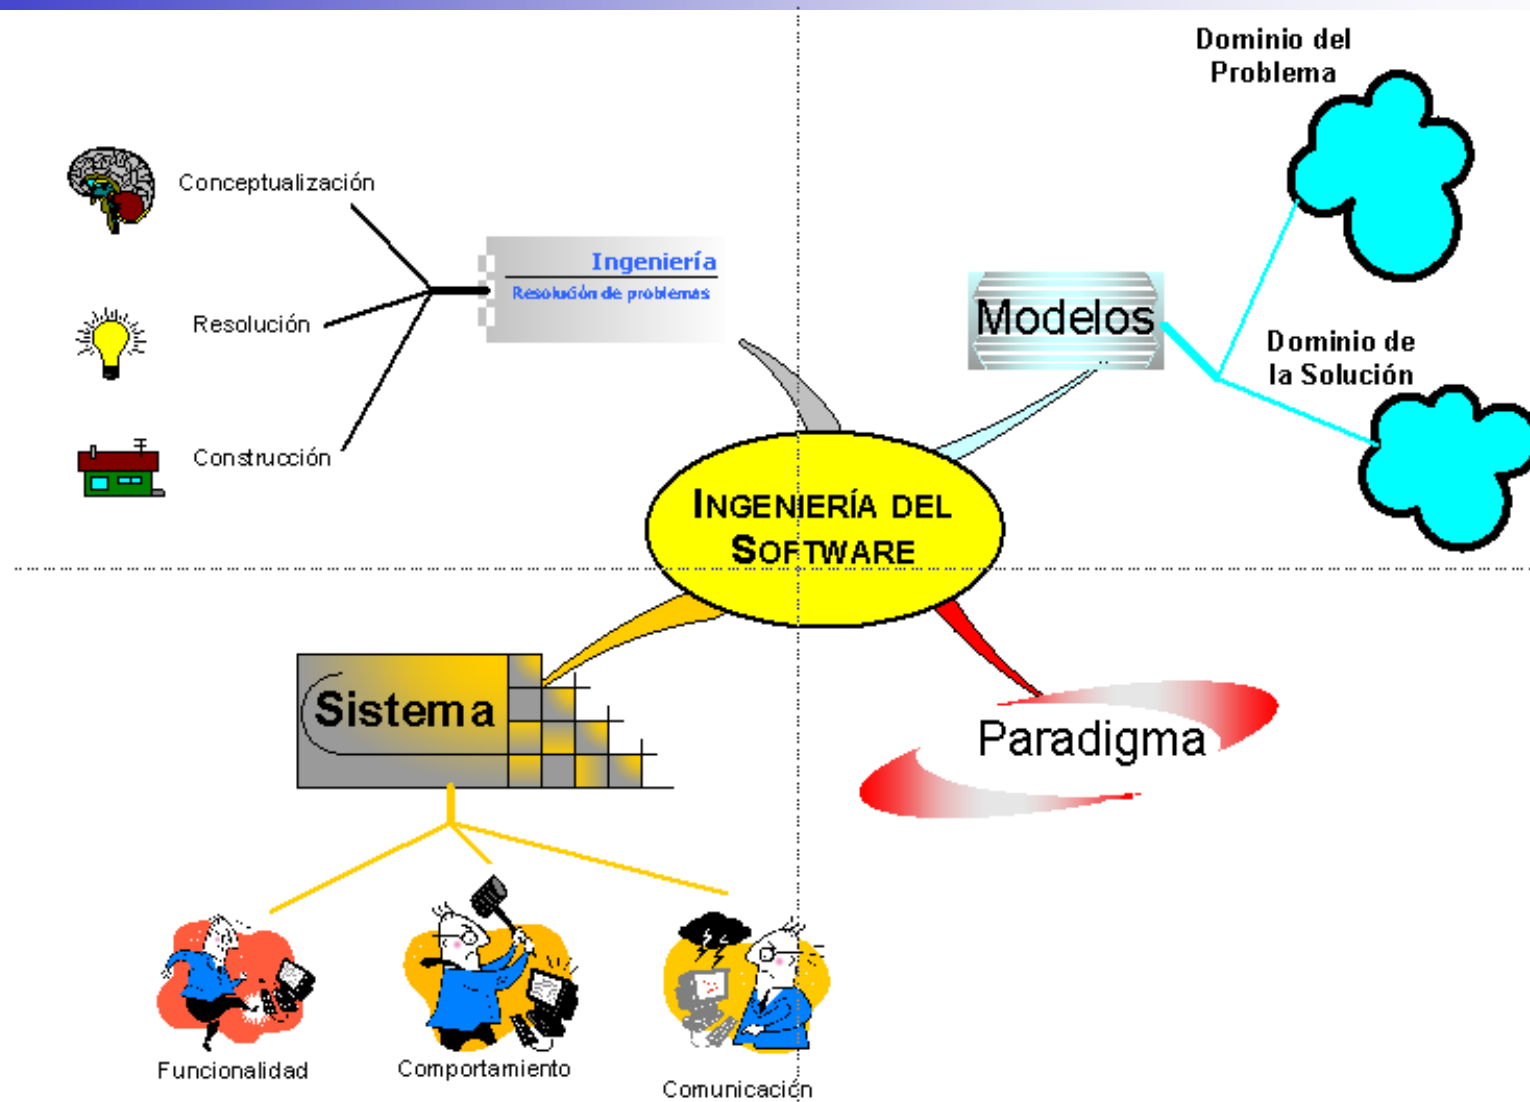 Dominio del
Problema
Conceptualización
Ingeniería
Resolución de problemas
Resolución
Modelos
Dominio de
la Solución
Construcción
INGENIERÍA DEL
SOFTWARE
Sistema
Paradigma
Funcionalidad
Comportamiento
Comunicación